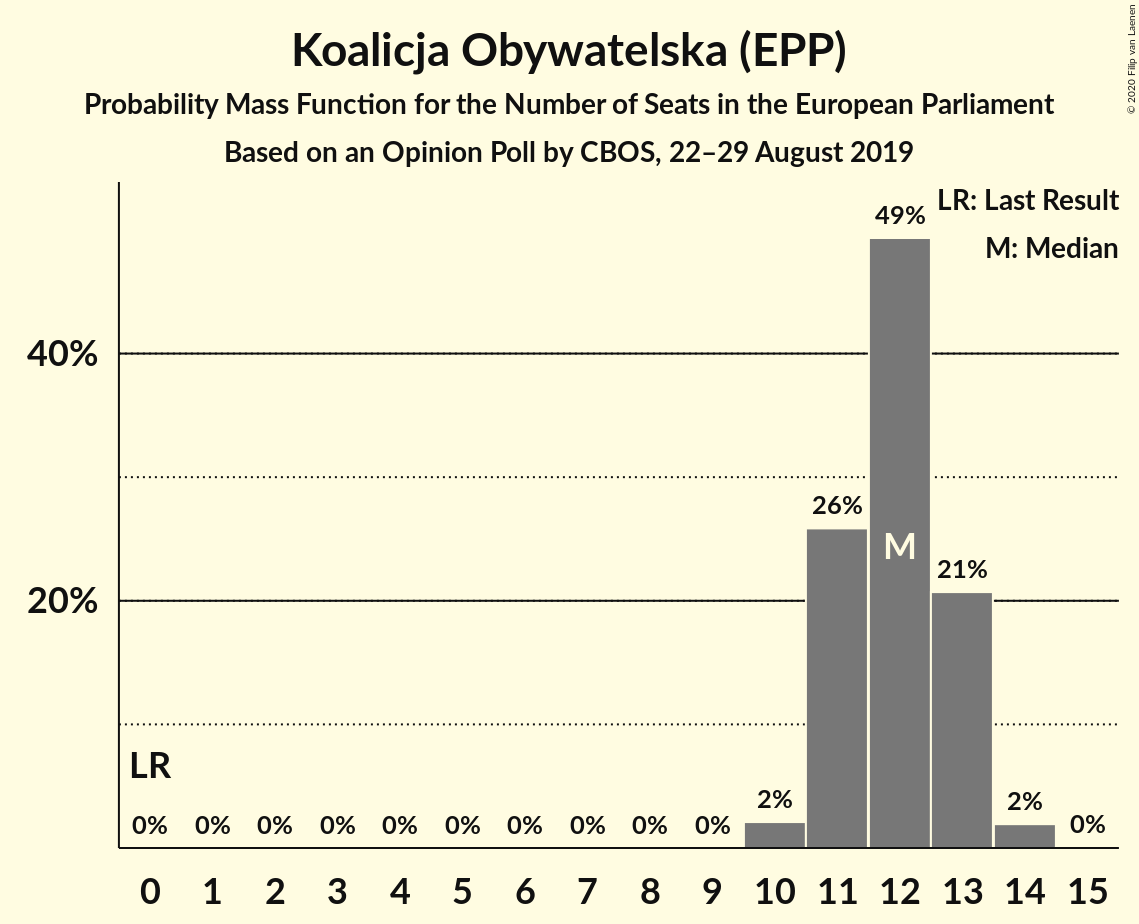 Koalicja Obywatelska (EPP)
Probability Mass Function for the Number of Seats in the European Parliament
Based on an Opinion Poll by CBOS, 22–29 August 2019
© 2020 Filip van Laenen
LR: Last Result
M: Median
49%
40%
26%
M
21%
20%
LR
0% 0% 0% 0% 0% 0% 0% 0% 0% 0% 2% 2% 0%
0 1 2 3 4 5 6 7 8 9 10 11 12 13 14 15